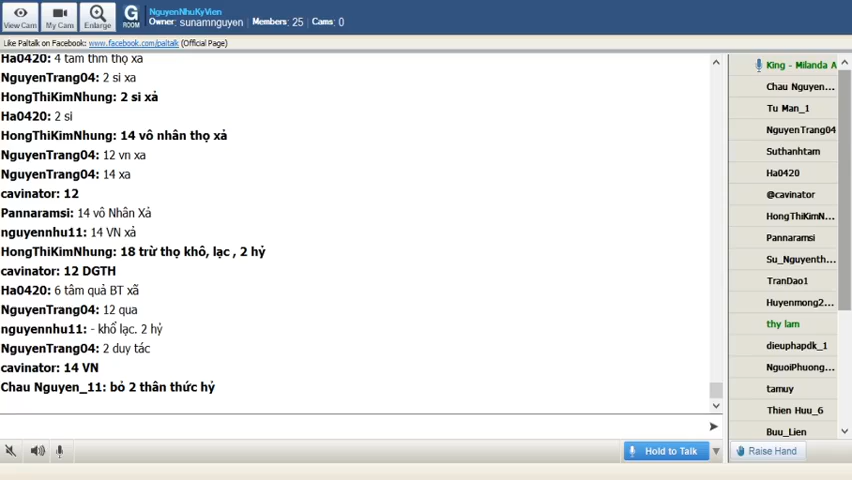 View Cam
My Cam
Enlarge
G
ROOM
NguyenNhuKyVien
Owner: sunamnguyen Members: 25 Cams: 0
Like Paltalk on Facebook: www.facebook.com/paltalk (Official Page)
Ha0420: 4 tam thm thọ xa
NguyenTrang04: 2 si xa
HongThiKimNhung: 2 si xả
Ha0420: 2 si
HongThiKimNhung: 14 vô nhân thọ xả
NguyenTrang04: 12 vn xa
NguyenTrang04: 14 xa
cavinator: 12
Pannaramsi: 14 vô Nhân Xả
nguyennhu11: 14 VN xả
HongThiKimNhung: 18 trừ thọ khô, lạc , 2 hý
cavinator: 12 DGTH
Ha0420: 6 tâm quả BT xã
NguyenTrang04: 12 qua
nguyennhu11: - khổ lạc. 2 hỷ
NguyenTrang04: 2 duy tác
cavinator: 14 VN
Chau Nguyen_11: bỏ 2 thân thức hý
Hold to Talk
King - Milanda A
Chau Nguyen...
Tu Man_1
NguyenTrang04
Suthanhtam
Ha0420
@cavinator
HongThiKimN...
Pannaramsi
Su_Nguyenth...
TranDao1
Huyenmong2...
thy lam
dieuphapdk_1
NguoiPhuong...
tamuy
Thien Huu_6
Buu_Lien
Raise Hand